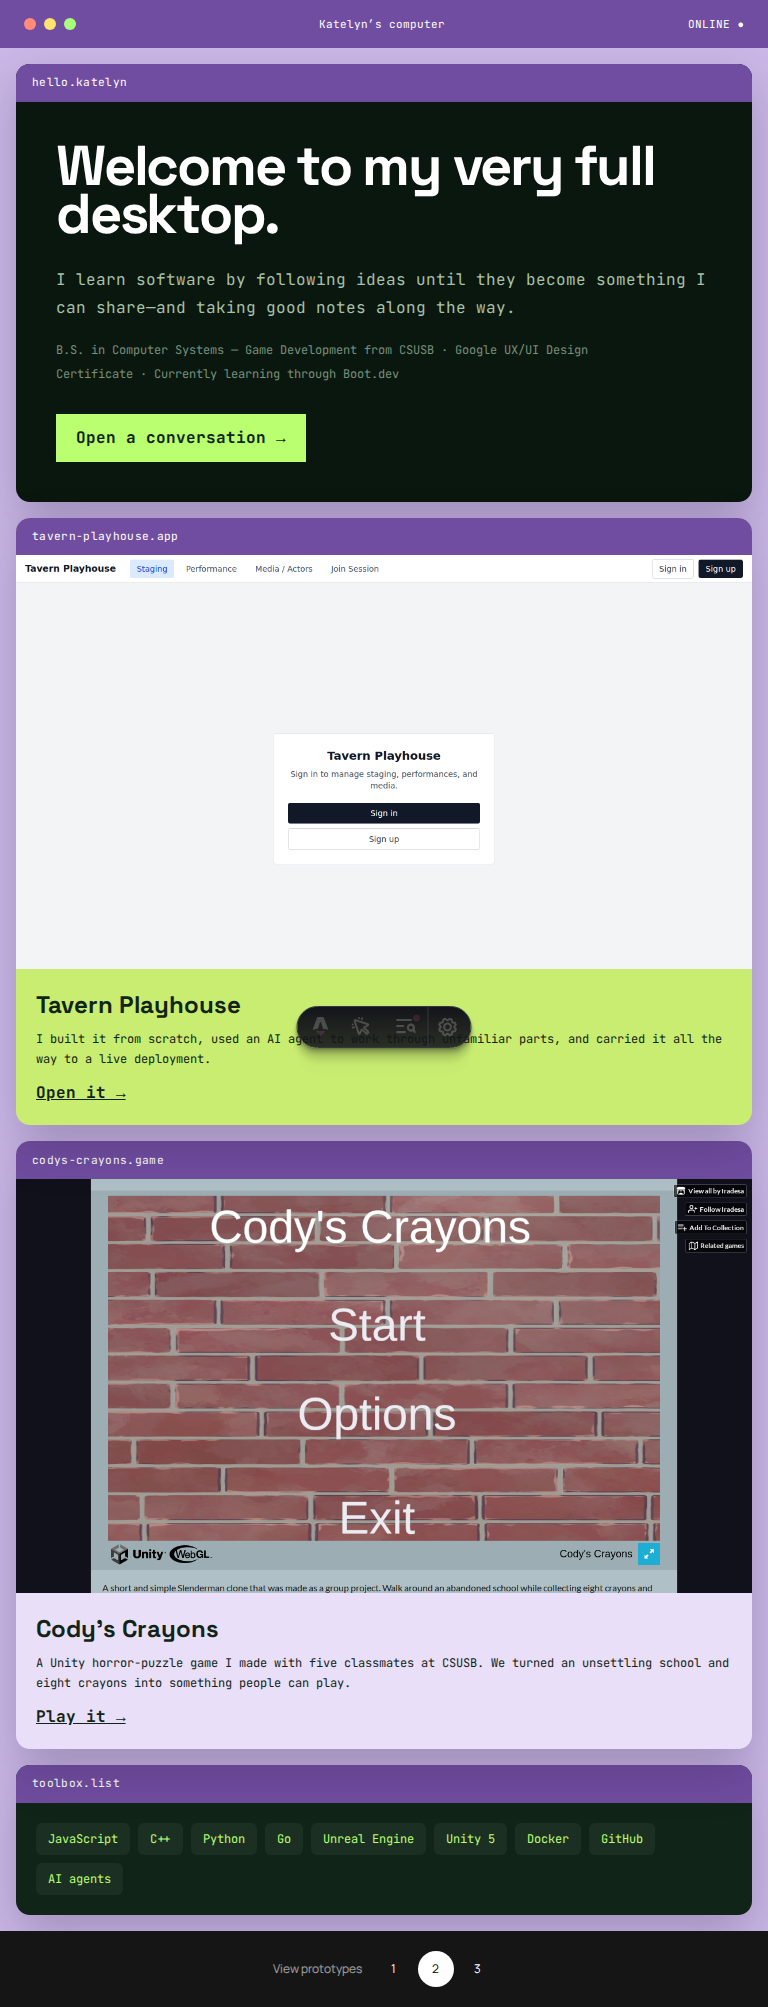 Katelyn's computer
ONLINE ●
hello.katelyn
Welcome to my very full
desktop.
I learn software by following ideas until they become something I
can share—and taking good notes along the way.
B.S. in Computer Systems — Game Development from CSUSB · Google UX/UI Design
Certificate · Currently learning through Boot.dev
Open a conversation →
tavern-playhouse.app
Tavern Playhouse
Staging
Performance
Media / Actors
Join Session
Sign in
Sign up
Tavern Playhouse
Sign in to manage staging, performances, and
media.
Sign in
Sign up
Tavern Playhouse
I built it from scratch, used an AI agent to work through unfamiliar parts, and carried it all the
way to a live deployment.
Open it →
codys-crayons.game
View all by Iradesa
Follow Iradesa
Add To Collection
Related games
Cody's Crayons
Start
Options
Exit
Unity
WebGL
Cody's Crayons
A short and simple Slenderman clone that was made as a group project. Walk around an abandoned school while collecting eight crayons and
Cody’s Crayons
A Unity horror-puzzle game I made with five classmates at CSUSB. We turned an unsettling school and
eight crayons into something people can play.
Play it →
toolbox.list
JavaScript
C++
Python
Go
Unreal Engine
Unity 5
Docker
GitHub
AI agents
View prototypes
1
2
3